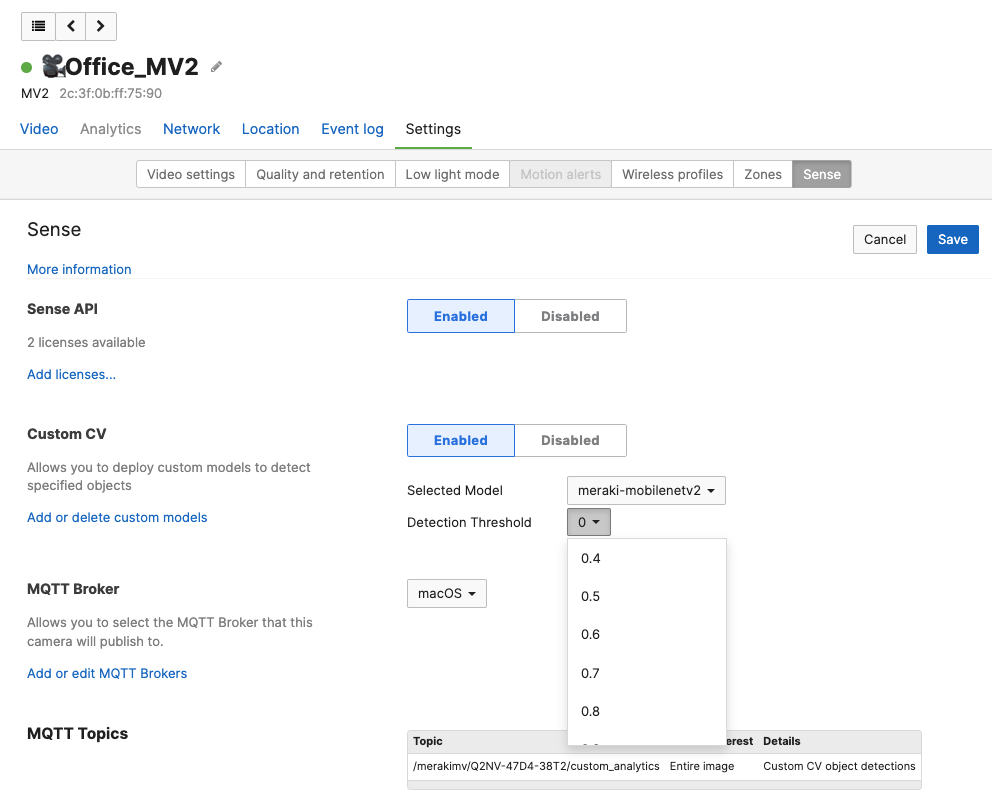 Office_MV2
MV2 2c:3f:0b:ff:75:90
Video Analytics Network Location Event log Settings
Video settings Quality and retention Low light mode Motion alerts Wireless profiles Zones Sense
Sense
Cancel Save
More information
Sense API
Enabled Disabled
2 licenses available
Add licenses...
Custom CV
Enabled Disabled
Allows you to deploy custom models to detect
specified objects
Add or delete custom models
Selected Model meraki-mobilenetv2
Detection Threshold 0
0.4
0.5
0.6
0.7
0.8
MQTT Broker
macOS
Allows you to select the MQTT Broker that this
camera will publish to.
Add or edit MQTT Brokers
MQTT Topics
Topic erest Details
/merakimv/Q2NV-47D4-38T2/custom_analytics Entire image Custom CV object detections